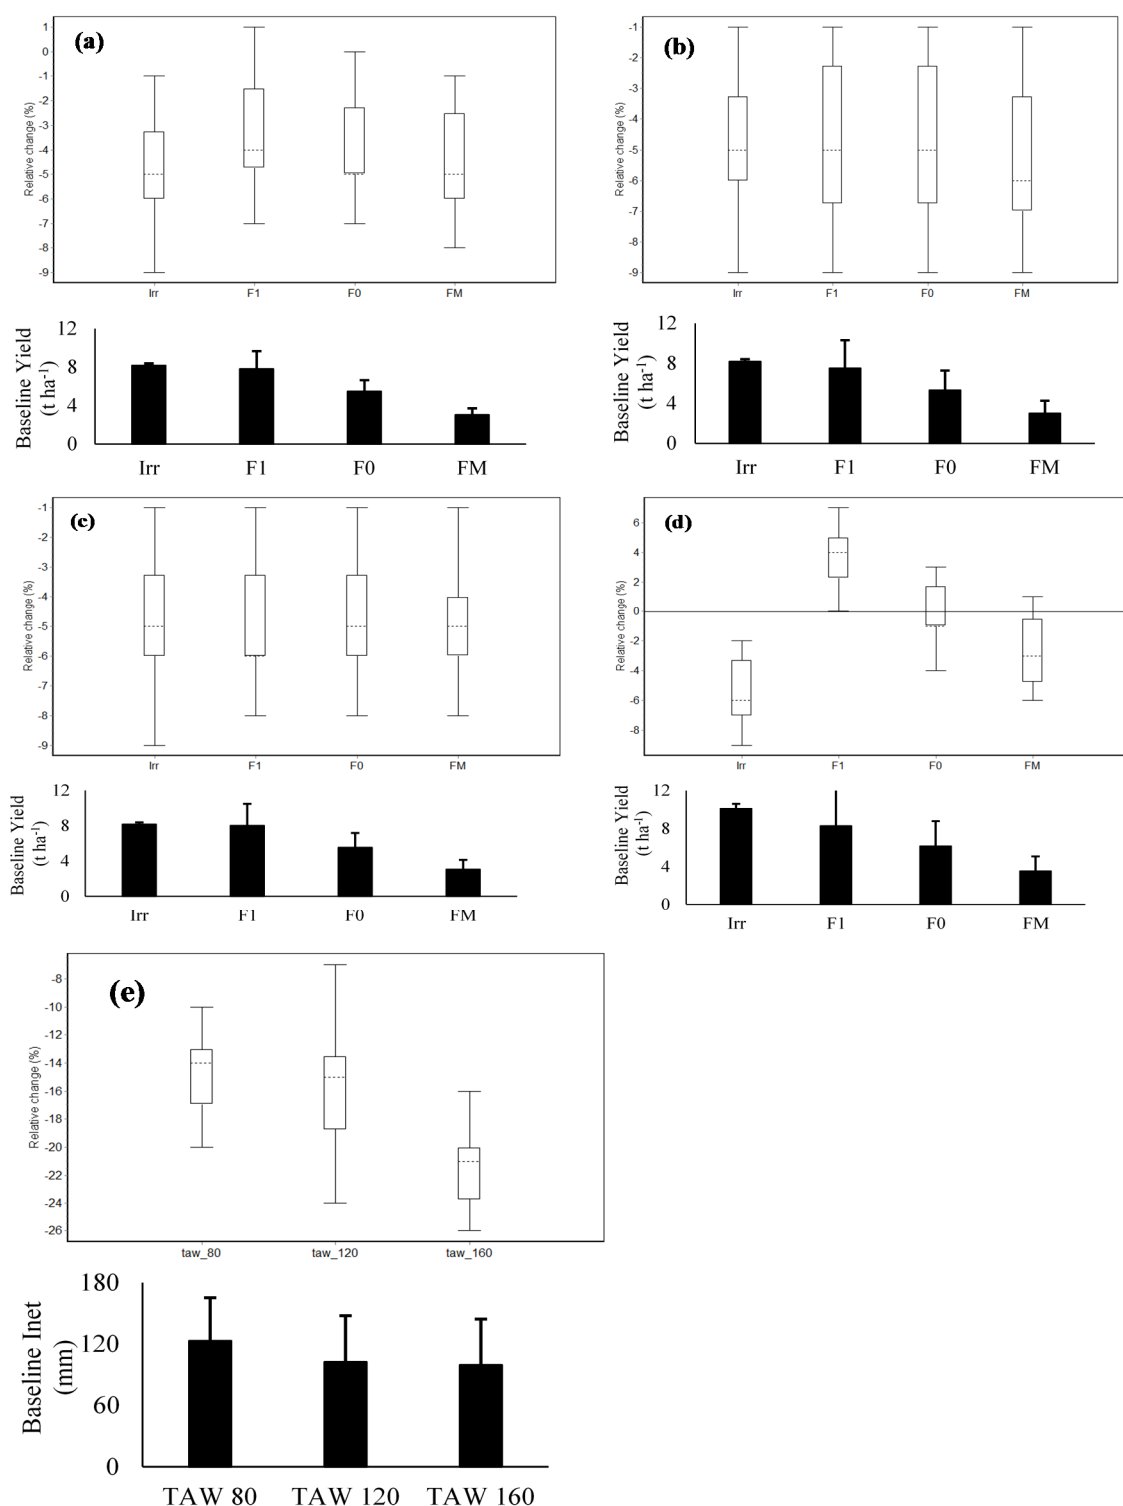 (a)
Relative change (%)
1
0
-1
-2
-3
-4
-5
-6
-7
-8
-9
Irr F1 F0 FM
Baseline Yield
(t ha-1)
12
8
4
0
Irr F1 F0 FM
(b)
Relative change (%)
-1
-2
-3
-4
-5
-6
-7
-8
-9
Irr F1 F0 FM
Baseline Yield
(t ha-1)
12
8
4
0
Irr F1 F0 FM
(c)
Relative change (%)
-1
-2
-3
-4
-5
-6
-7
-8
-9
Irr F1 F0 FM
Baseline Yield
(t ha-1)
12
8
4
0
Irr F1 F0 FM
(d)
Relative change (%)
6
4
2
0
-2
-4
-6
-8
Irr F1 F0 FM
Baseline Yield
(t ha-1)
12
8
4
0
Irr F1 F0 FM
(e)
Relative change (%)
-8
-10
-12
-14
-16
-18
-20
-22
-24
-26
taw_80 taw_120 taw_160
Baseline Inet
(mm)
180
120
60
0
TAW 80 TAW 120 TAW 160